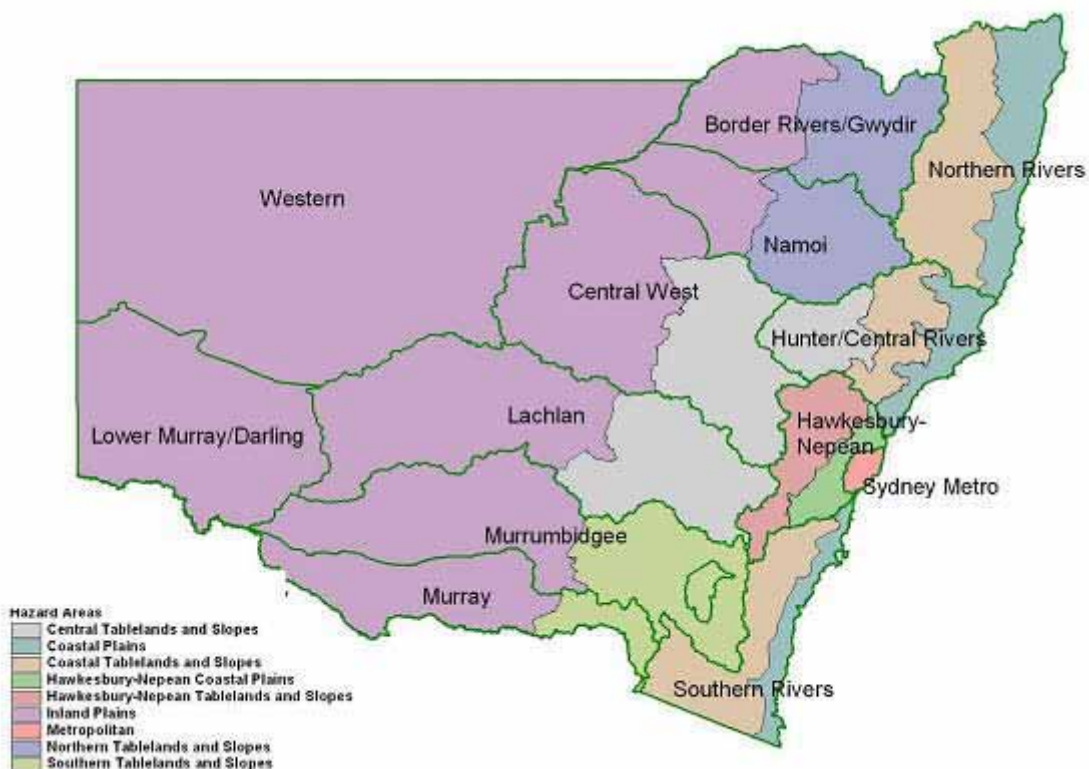 Border Rivers/Gwydir
Northern Rivers
Western
Namoi
Central West
Hunter/Central Rivers
Lachlan
Hawkesbury-
Nepean
Lower Murray/Darling
Sydney Metro
Murrumbidgee
Murray
Southern Rivers
Hazard Areas
Central Tablelands and Slopes
Coastal Plains
Coastal Tablelands and Slopes
Hawkesbury-Nepean Coastal Plains
Hawkesbury-Nepean Tablelands and Slopes
Inland Plains
Metropolitan
Northern Tablelands and Slopes
Southern Tablelands and Slopes